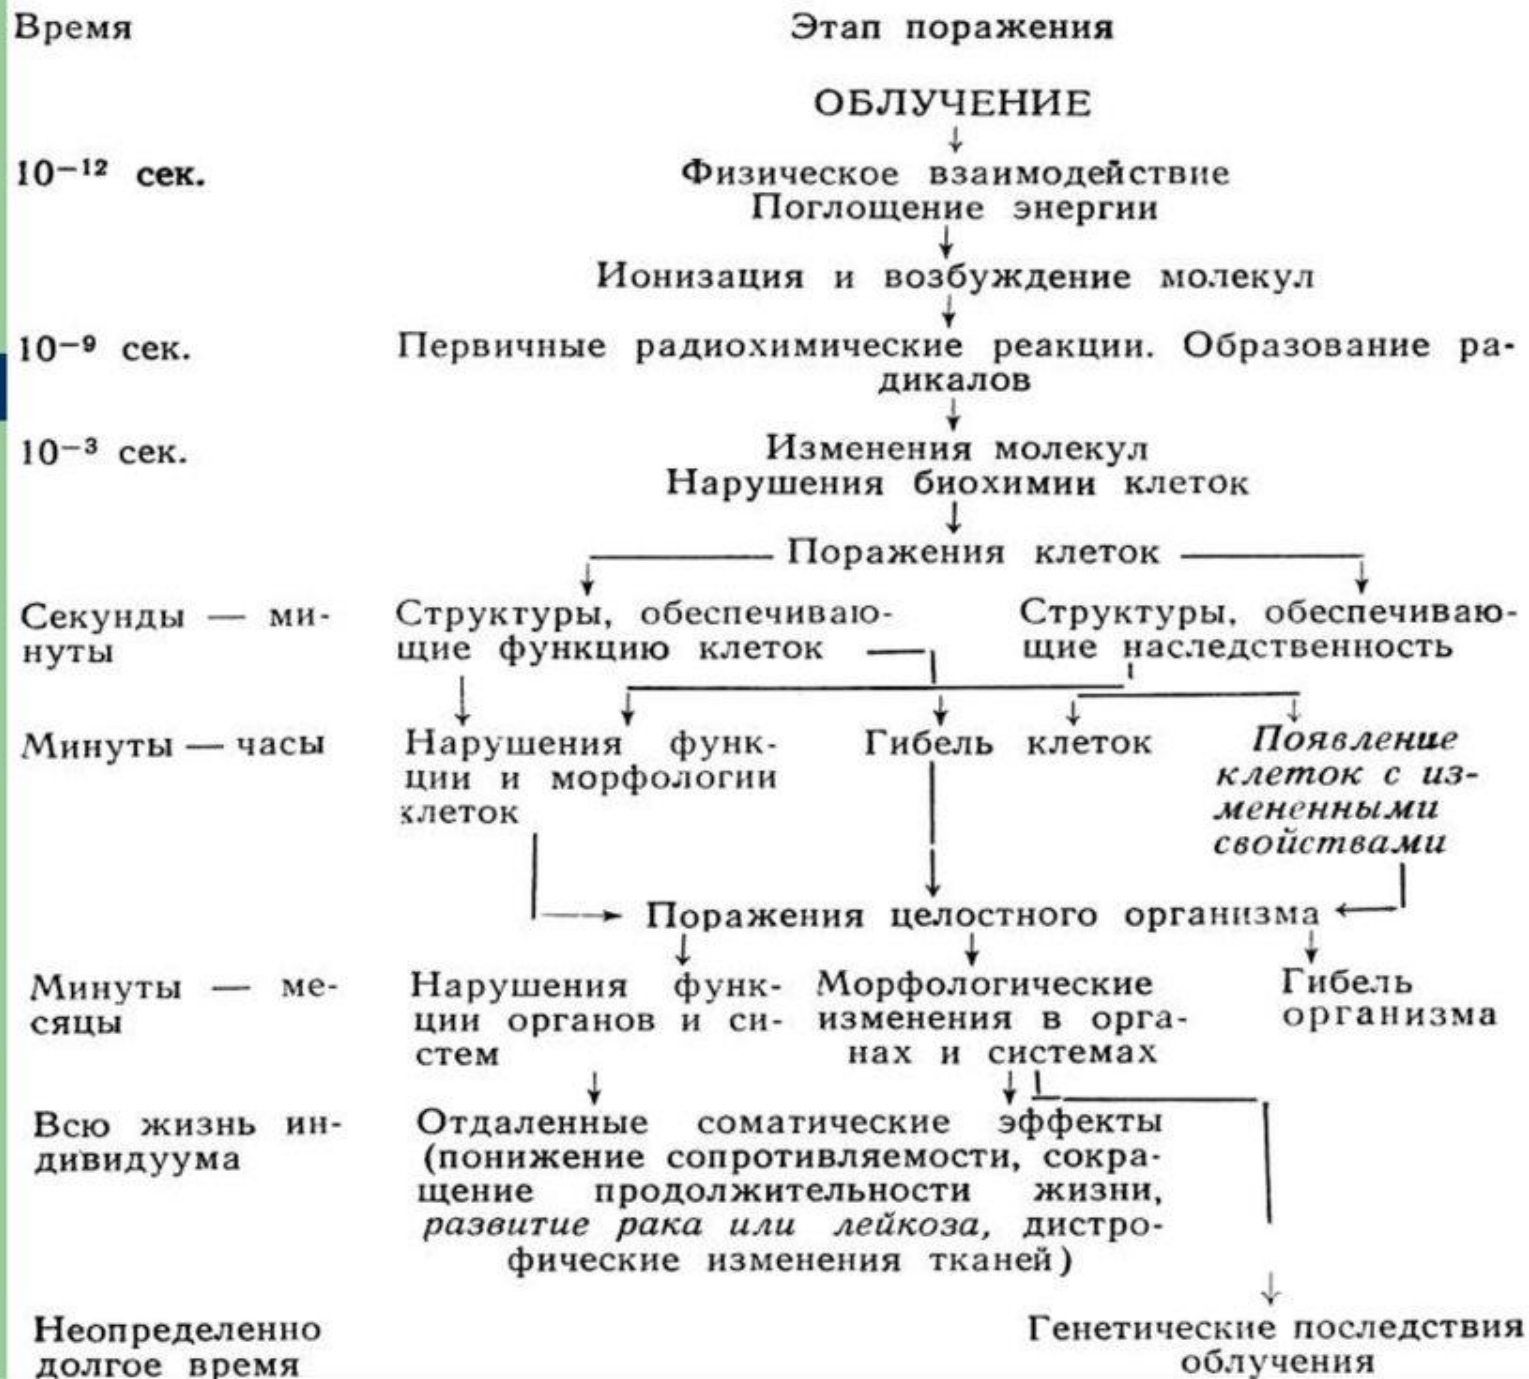 Время Этап поражения
ОБЛУЧЕНИЕ
10⁻¹² сек. Физическое взаимодействие
Поглощение энергии
Ионизация и возбуждение молекул
10⁻⁹ сек. Первичные радиохимические реакции. Образование ра-
дикалов
10⁻³ сек. Изменения молекул
Нарушения биохимии клеток
Поражения клеток
Секунды — ми- Структуры, обеспечиваю- Структуры, обеспечиваю-
нуты щие функцию клеток щие наследственность
Минуты — часы Нарушения функ- Гибель клеток Появление
ции и морфологии клеток с из-
клеток мененными
свойствами
Поражения целостного организма
Минуты — ме- Нарушения функ- Морфологические Гибель
сяцы ции органов и си- изменения в орга- организма
стем нах и системах
Всю жизнь ин- Отдаленные соматические эффекты
дивидуума (понижение сопротивляемости, сокра-
щение продолжительности жизни,
развитие рака или лейкоза, дистро-
фические изменения тканей)
Неопределенно Генетические последствия
долгое время облучения